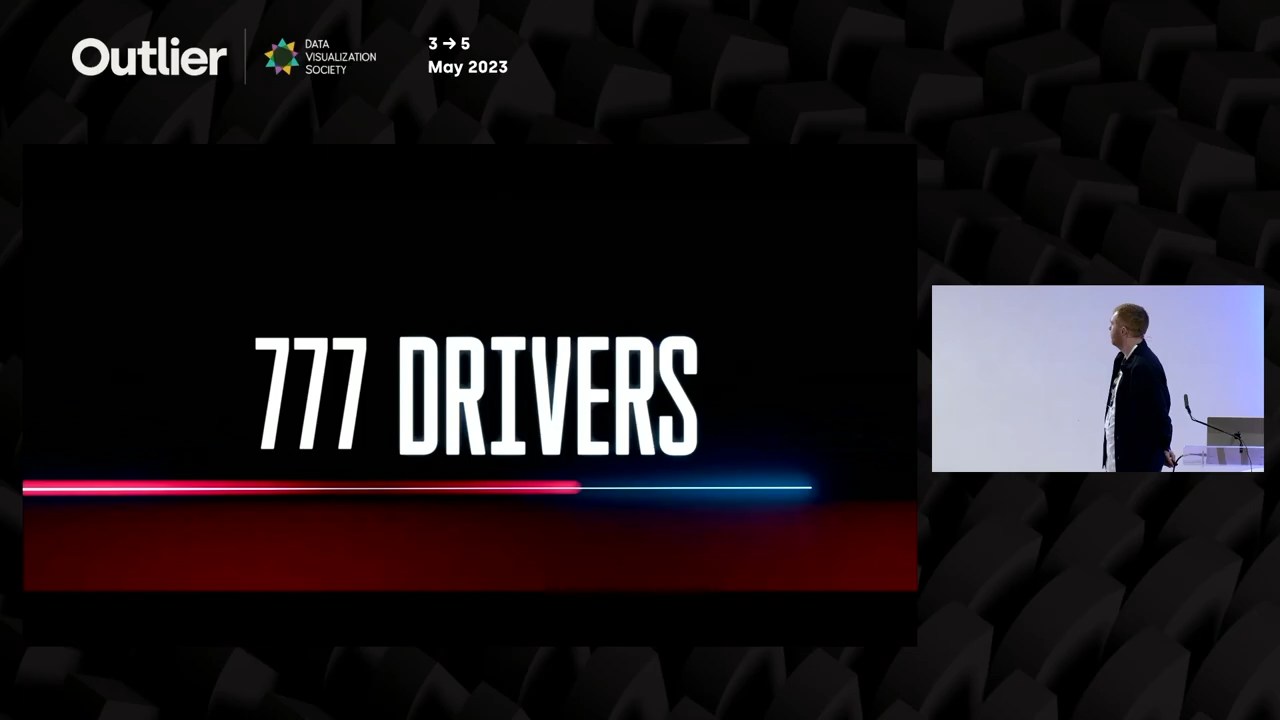 Outlier
DATA
VISUALIZATION
SOCIETY
3 → 5
May 2023
777 DRIVERS